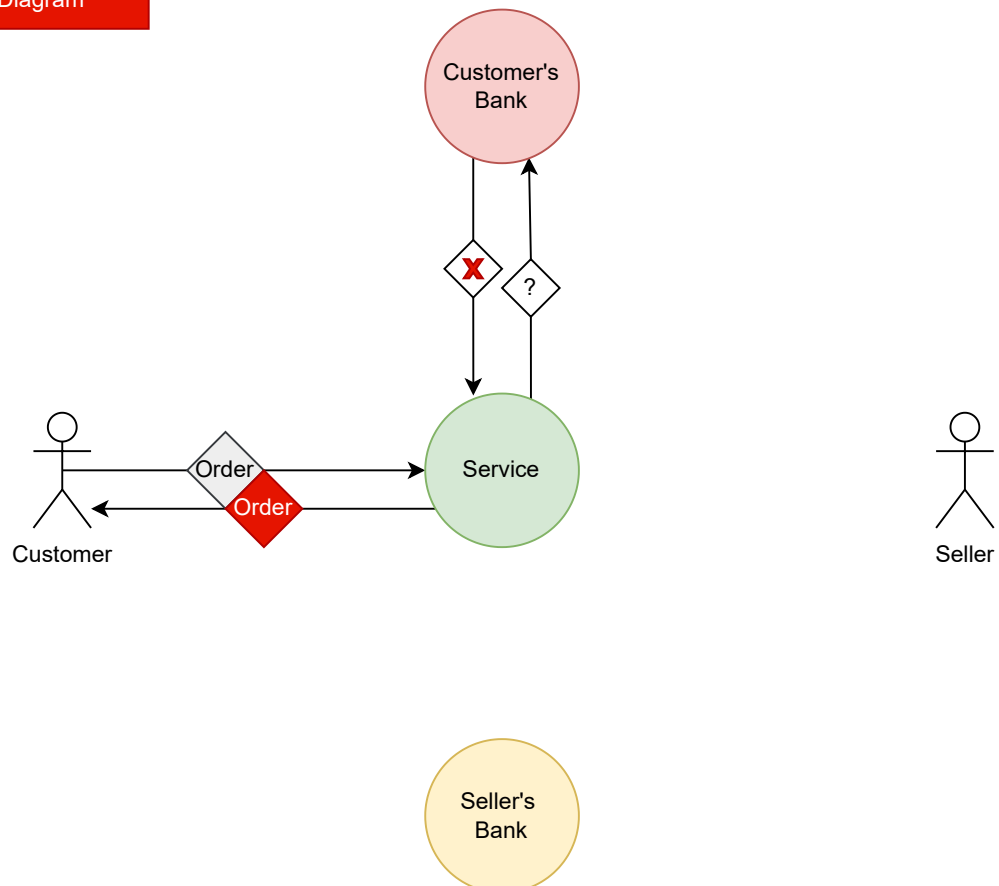 Diagram
Customer's
Bank
X
?
Order
Service
Order
Customer
Seller
Seller's
Bank